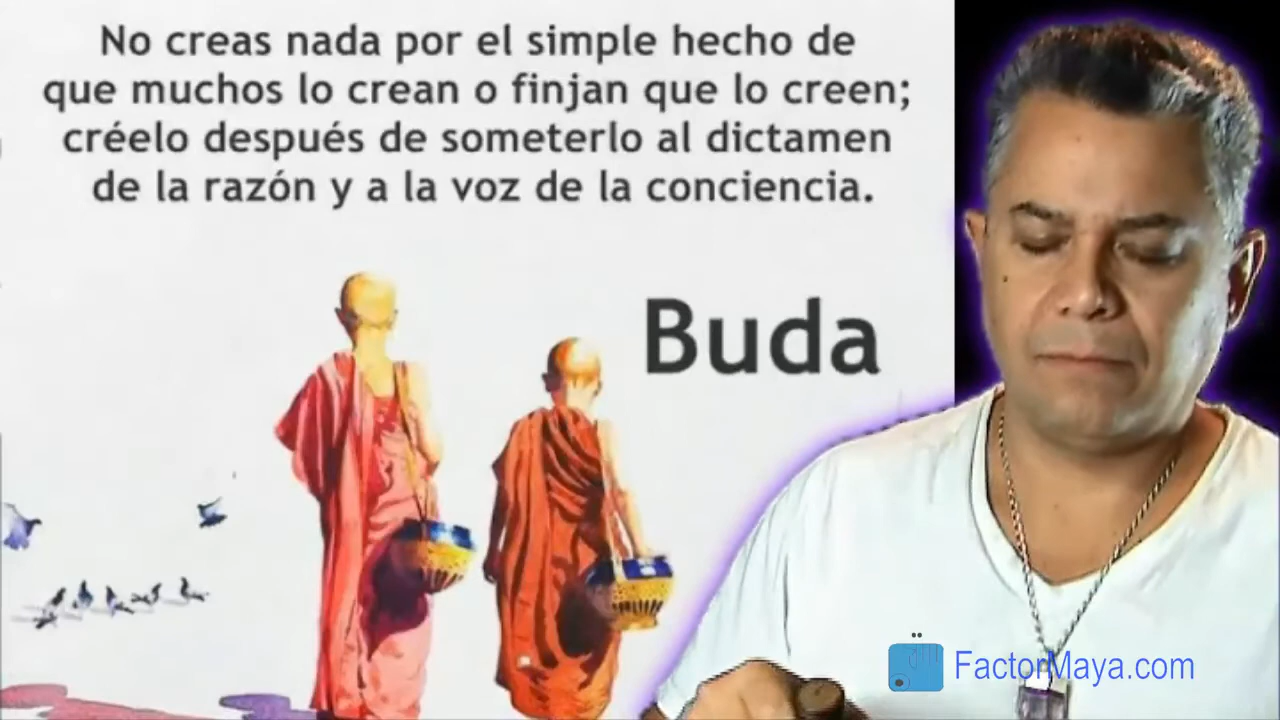 No creas nada por el simple hecho de
que muchos lo crean o finjan que lo creen;
créelo después de someterlo al dictamen
de la razón y a la voz de la conciencia.
Buda
FactorMaya.com